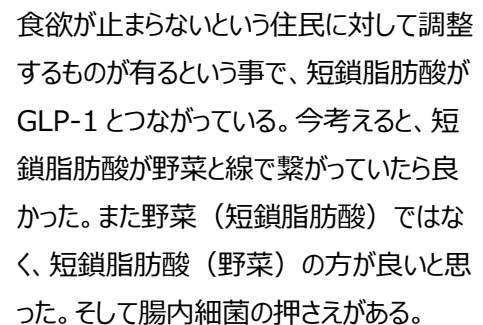 食欲が止まらないという住民に対して調整
するものが有るという事で、短鎖脂肪酸が
GLP-1 とつながっている。今考えると、短
鎖脂肪酸が野菜と線で繋がっていたら良
かった。また野菜（短鎖脂肪酸）ではな
く、短鎖脂肪酸（野菜）の方が良いと思
った。そして腸内細菌の押さえがある。